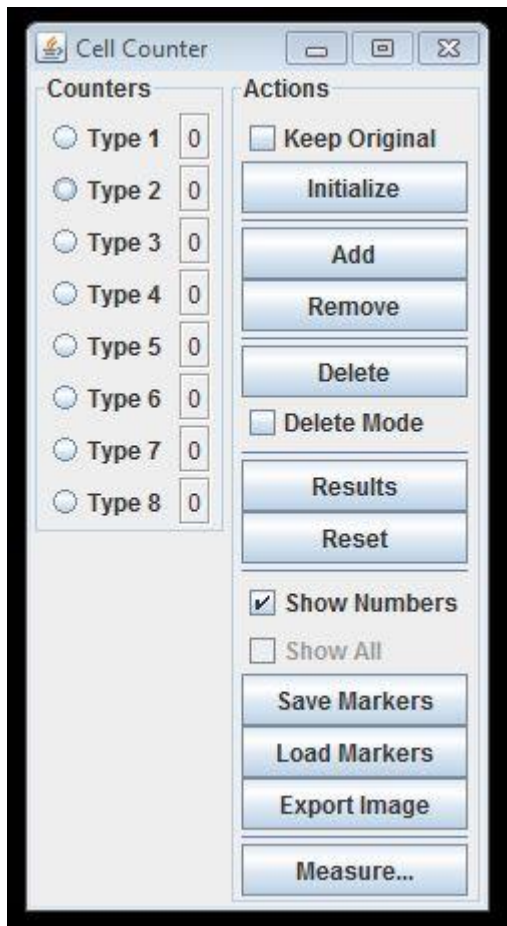 Cell Counter
Counters
Type 1 0
Type 2 0
Type 3 0
Type 4 0
Type 5 0
Type 6 0
Type 7 0
Type 8 0
Actions
Keep Original
Initialize
Add
Remove
Delete
Delete Mode
Results
Reset
Show Numbers
Show All
Save Markers
Load Markers
Export Image
Measure...